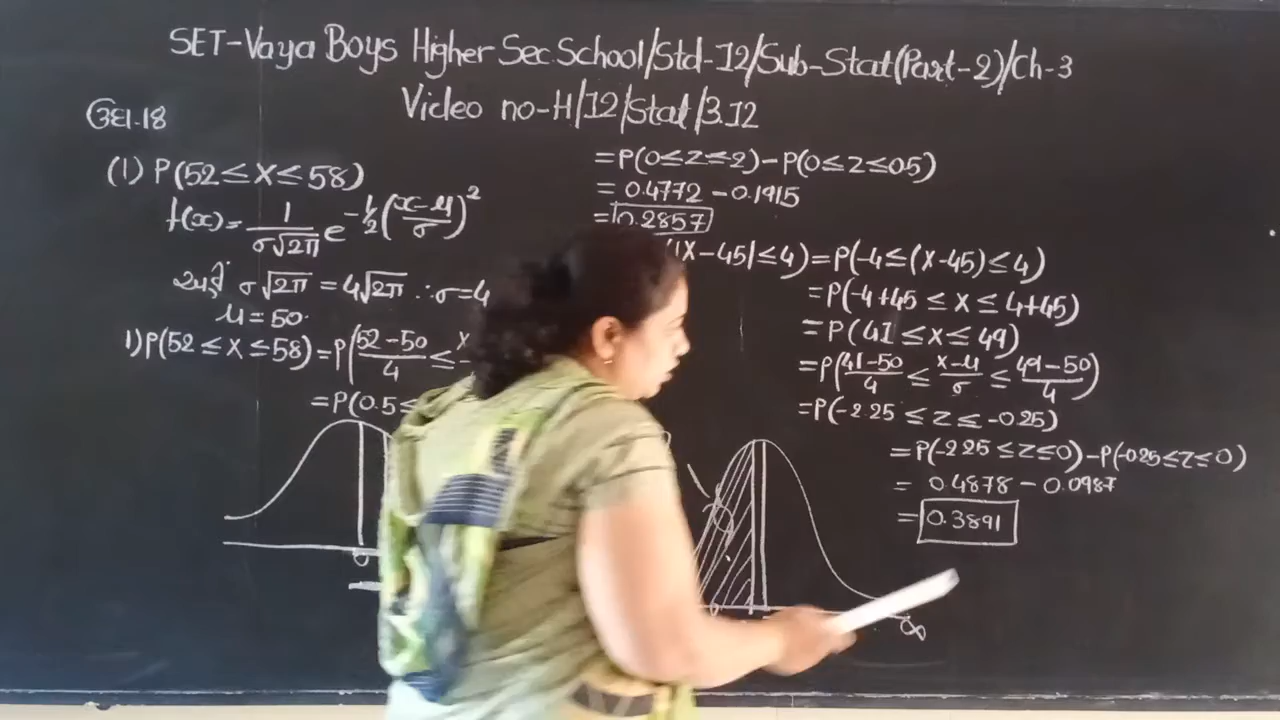 SET-Vaya Boys Higher Sec. School/Std-12/Sub-Stat(Part-2)/Ch-3
Video no-H/12/Stat/3.12
ઉદા.18
(1) P(52 ≤ X ≤ 58)
f(x) = 1/(σ√2π) e^(-1/2((x-μ)/σ)^2)
અહીં σ√2π = 4√2π ∴ σ = 4
μ = 50.
1) P(52 ≤ X ≤ 58) = P((52-50)/4 ≤ X
= P(0.5 ≤
0
= P(0 ≤ Z ≤ 2) - P(0 ≤ Z ≤ 0.5)
= 0.4772 - 0.1915
= 0.2857
(|X-45| ≤ 4) = P(-4 ≤ (X-45) ≤ 4)
= P(-4+45 ≤ X ≤ 4+45)
= P(41 ≤ X ≤ 49)
= P((41-50)/4 ≤ (X-μ)/σ ≤ (49-50)/4)
= P(-2.25 ≤ Z ≤ -0.25)
= P(-2.25 ≤ Z ≤ 0) - P(-0.25 ≤ Z ≤ 0)
= 0.4878 - 0.0987
= 0.3891
∞